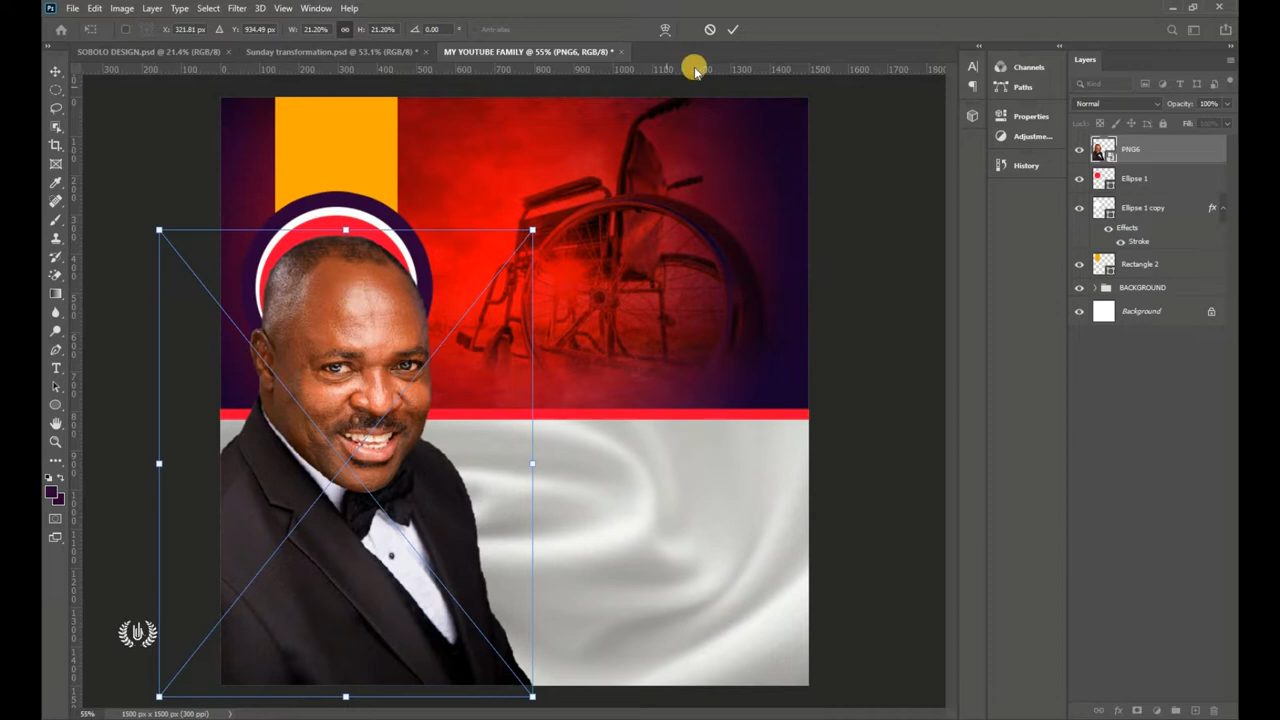 File Edit Image Layer Type Select Filter 3D View Window Help
X: 321.81 px Y: 934.49 px W: 21.20% H: 21.20% 0.00 ° Anti-alias
SOBOLO DESIGN.psd @ 21.4% (RGB/8) × Sunday transformation.psd @ 53.1% (RGB/8) * × MY YOUTUBE FAMILY @ 55% (PNG6, RGB/8) * ×
Channels
Paths
Properties
Adjustme...
History
Layers
Kind
Normal Opacity: 100%
Lock: Fill: 100%
PNG6
Ellipse 1
Ellipse 1 copy fx
Effects
Stroke
Rectangle 2
BACKGROUND
Background
55% 1500 px x 1500 px (300 ppi)